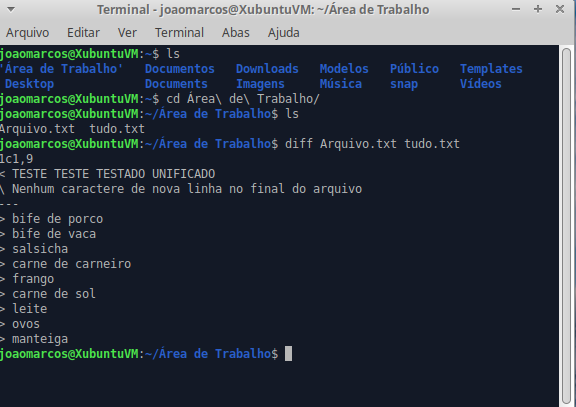 Terminal - joaomarcos@XubuntuVM: ~/Área de Trabalho
Arquivo Editar Ver Terminal Abas Ajuda
joaomarcos@XubuntuVM:~$ ls
'Área de Trabalho' Documentos Downloads Modelos Público Templates
Desktop Documents Imagens Música snap Vídeos
joaomarcos@XubuntuVM:~$ cd Área\ de\ Trabalho/
joaomarcos@XubuntuVM:~/Área de Trabalho$ ls
Arquivo.txt tudo.txt
joaomarcos@XubuntuVM:~/Área de Trabalho$ diff Arquivo.txt tudo.txt
1c1,9
< TESTE TESTE TESTADO UNIFICADO
\ Nenhum caractere de nova linha no final do arquivo
---
> bife de porco
> bife de vaca
> salsicha
> carne de carneiro
> frango
> carne de sol
> leite
> ovos
> manteiga
joaomarcos@XubuntuVM:~/Área de Trabalho$